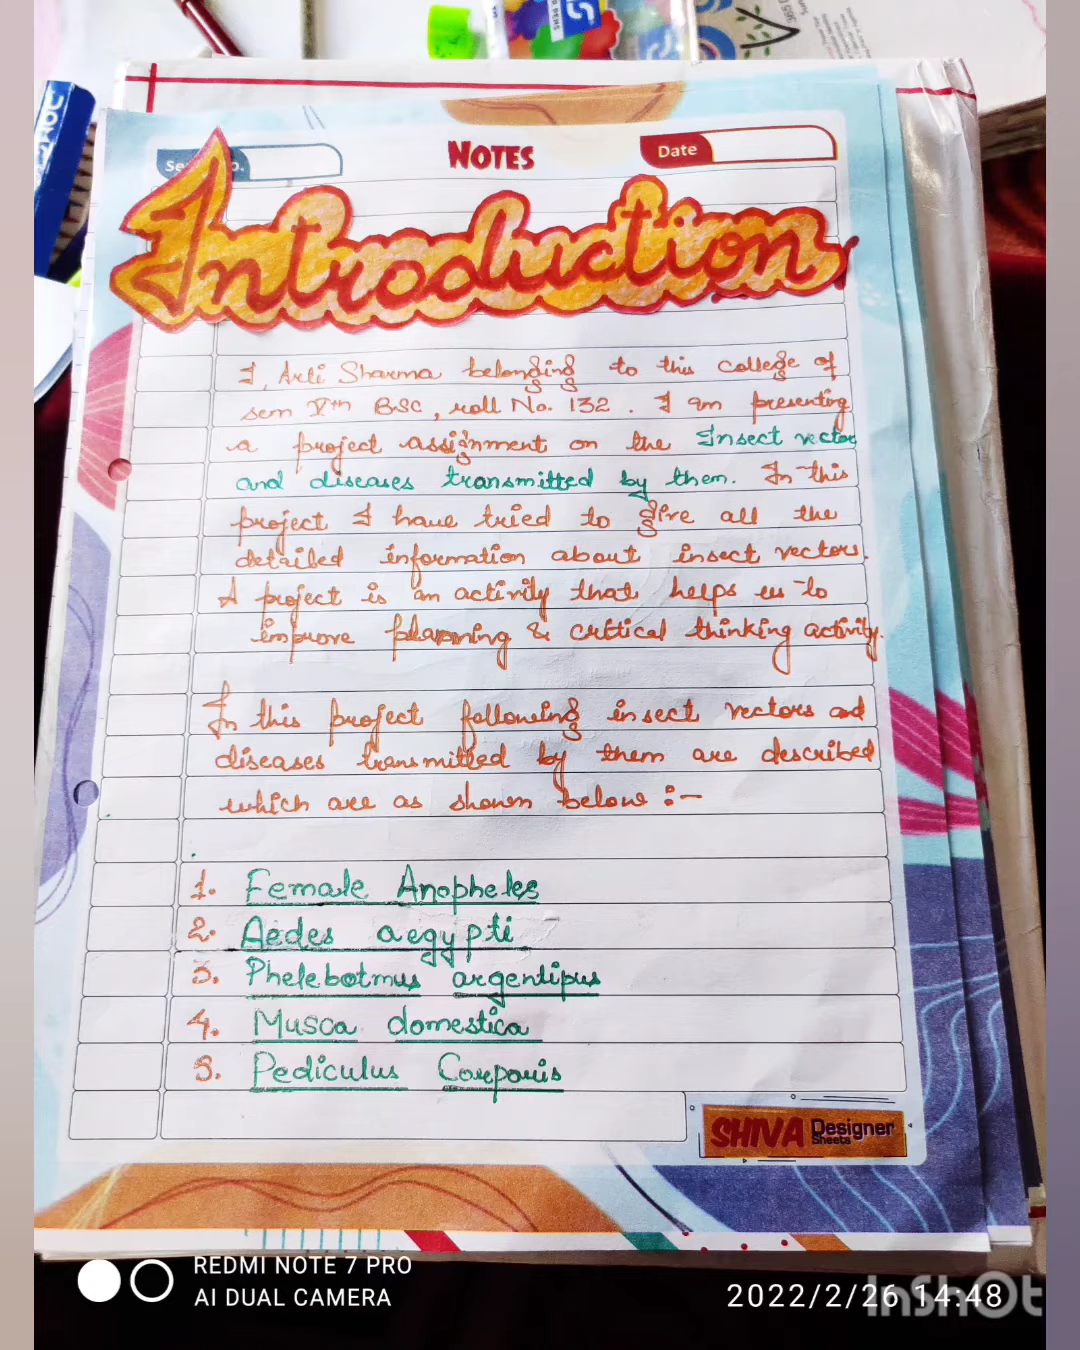 NOTES
Date
Introduction
I, Arti Sharma belonging to this college of
sem Vth BSC, roll No. 132. I am presenting
a project assignment on the Insect vector
and diseases transmitted by them. In this
project I have tried to give all the
detailed information about insect vectors.
A project is an activity that helps us to
improve planning & critical thinking activity.
In this project following insect vectors and
diseases transmitted by them are described
which are as shown below :-
1. Female Anopheles
2. Aedes aegypti
3. Phelebotmus argentipus
4. Musca domestica
5. Pediculus Corporis
SHIVA Designer
Sheets
REDMI NOTE 7 PRO
AI DUAL CAMERA
2022/2/26 14:48
InShOt